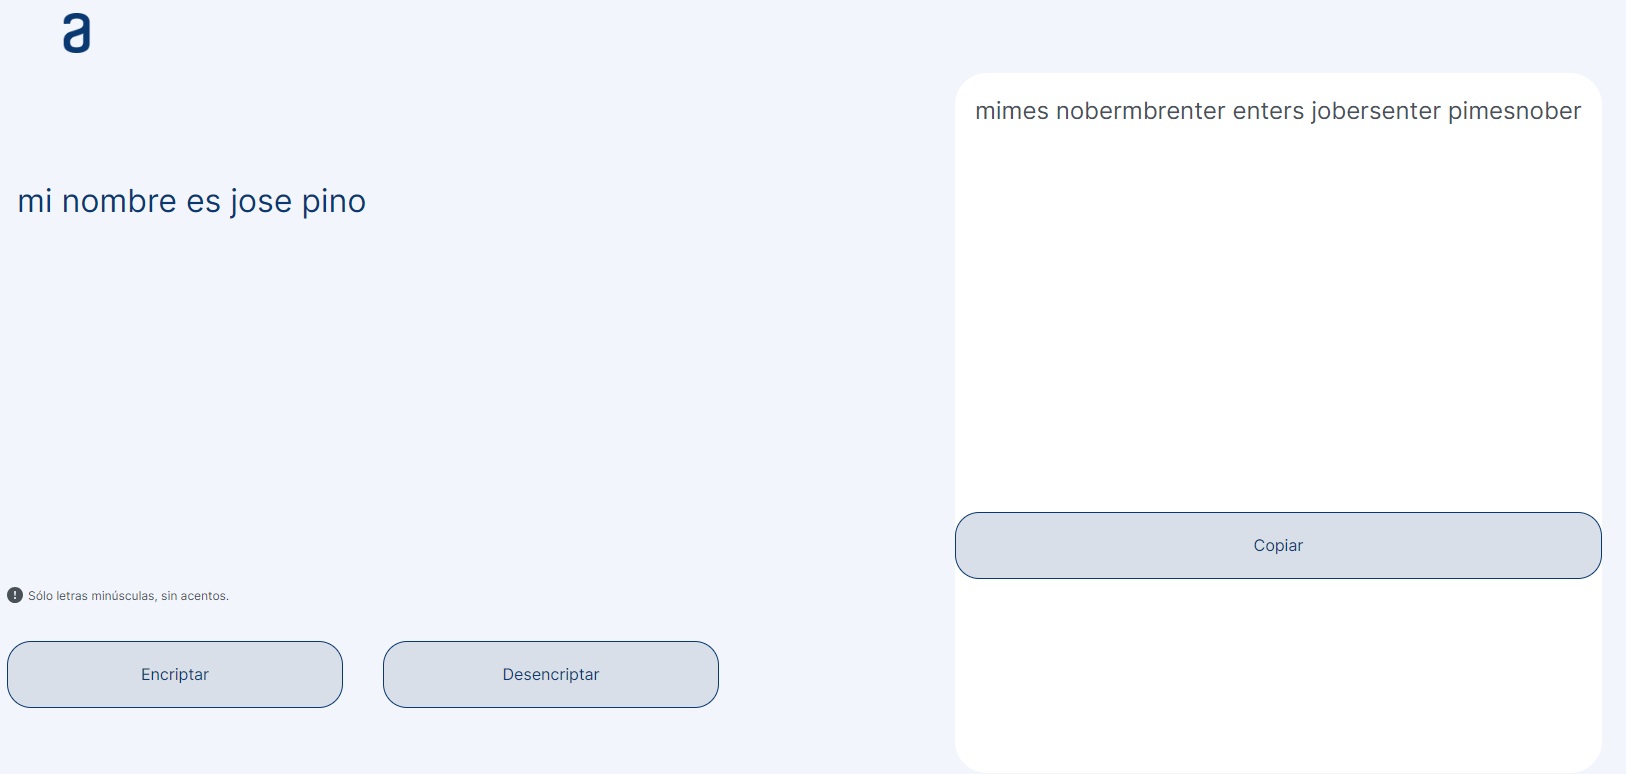 a
mi nombre es jose pino
Sólo letras minúsculas, sin acentos.
Encriptar
Desencriptar
mimes nobermbrenter enters jobersenter pimesnober
Copiar